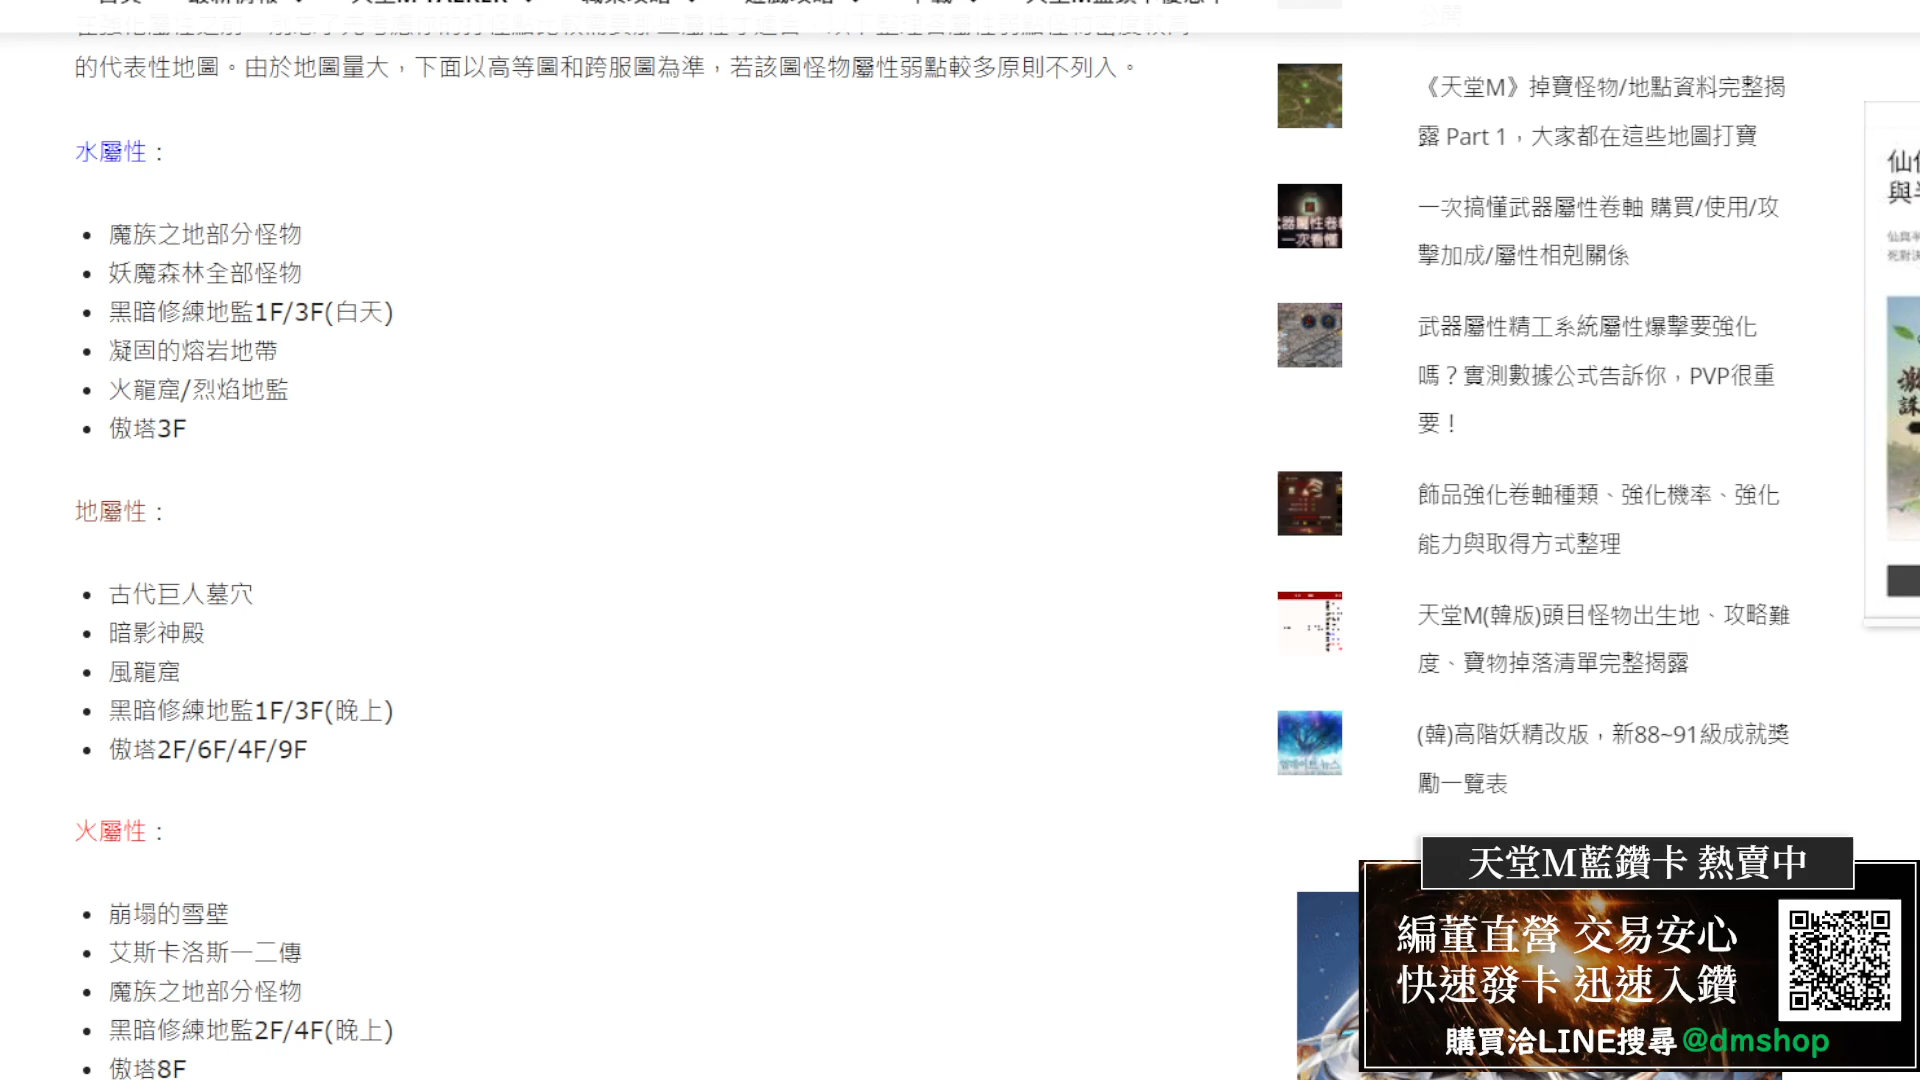 的代表性地圖。由於地圖量大，下面以高等圖和跨服圖為準，若該圖怪物屬性弱點較多原則不列入。
水屬性：
魔族之地部分怪物
妖魔森林全部怪物
黑暗修練地監1F/3F(白天)
凝固的熔岩地帶
火龍窟/烈焰地監
傲塔3F
地屬性：
古代巨人墓穴
暗影神殿
風龍窟
黑暗修練地監1F/3F(晚上)
傲塔2F/6F/4F/9F
火屬性：
崩塌的雪壁
艾斯卡洛斯一二傳
魔族之地部分怪物
黑暗修練地監2F/4F(晚上)
傲塔8F
《天堂M》掉寶怪物/地點資料完整揭
露 Part 1，大家都在這些地圖打寶
一次搞懂武器屬性卷軸 購買/使用/攻
擊加成/屬性相剋關係
武器屬性精工系統屬性爆擊要強化
嗎？實測數據公式告訴你，PVP很重
要！
飾品強化卷軸種類、強化機率、強化
能力與取得方式整理
天堂M(韓版)頭目怪物出生地、攻略難
度、寶物掉落清單完整揭露
(韓)高階妖精改版，新88~91級成就獎
勵一覽表
天堂M藍鑽卡 熱賣中
編董直營 交易安心
快速發卡 迅速入鑽
購買洽LINE搜尋@dmshop